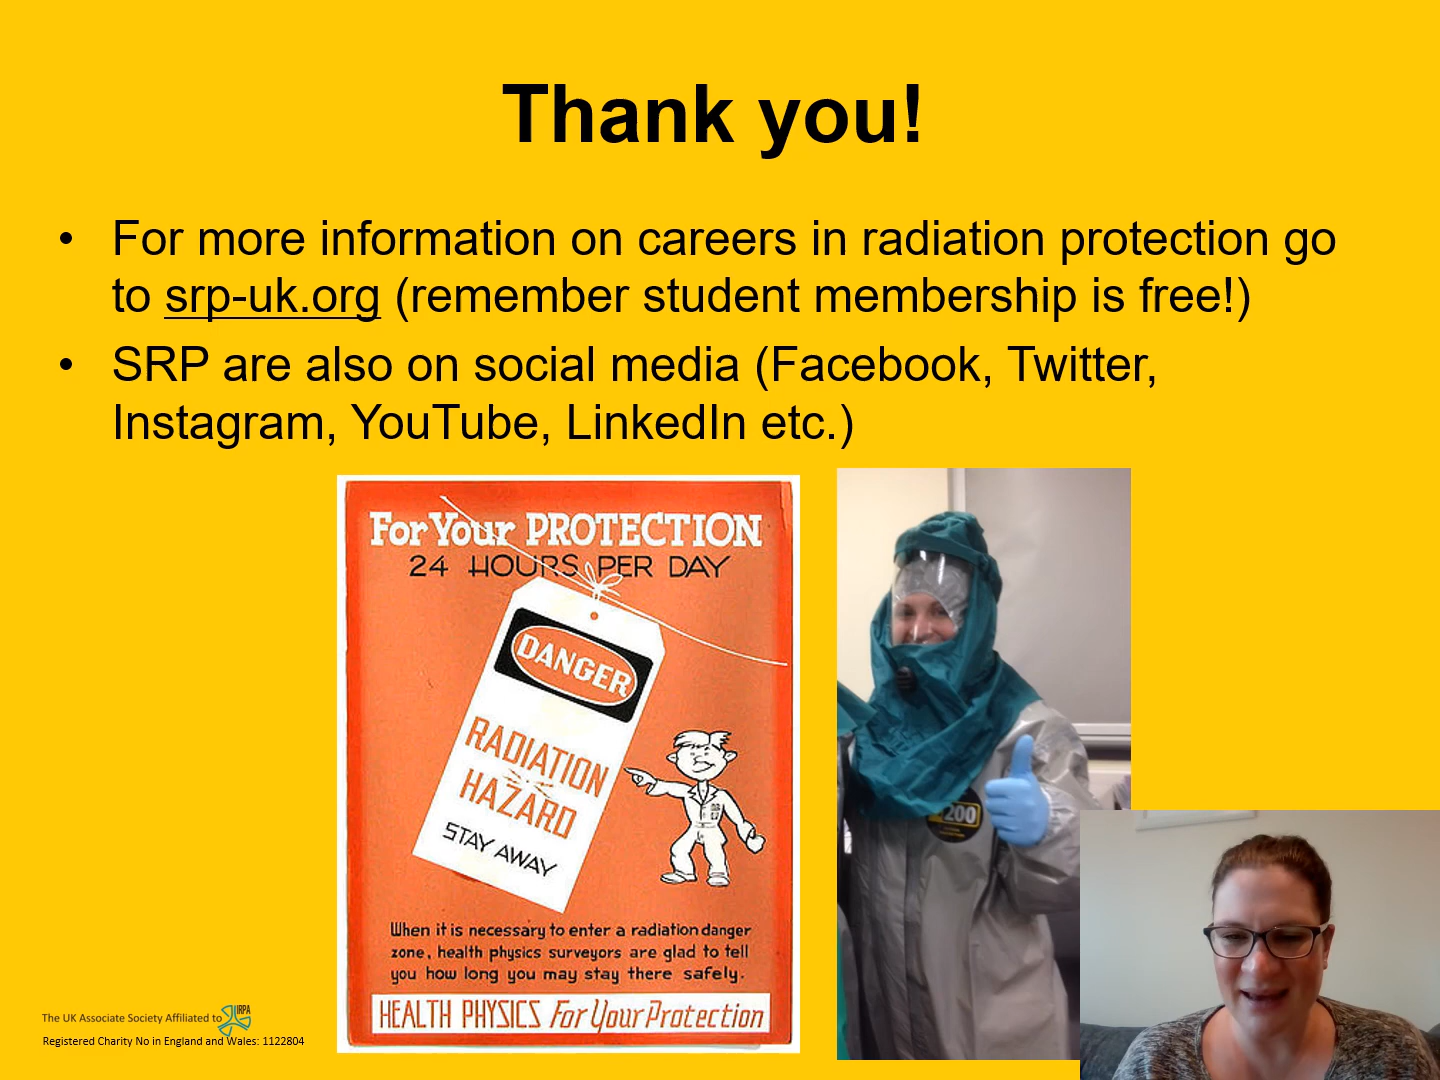 Thank you!
• For more information on careers in radiation protection go
to srp-uk.org (remember student membership is free!)
• SRP are also on social media (Facebook, Twitter,
Instagram, YouTube, LinkedIn etc.)
For Your PROTECTION
24 HOURS PER DAY
DANGER
RADIATION
HAZARD
STAY AWAY
When it is necessary to enter a radiation danger
zone, health physics surveyors are glad to tell
you how long you may stay there safely.
HEALTH PHYSICS For Your Protection
200
The UK Associate Society Affiliated to
IRPA
Registered Charity No in England and Wales: 1122804